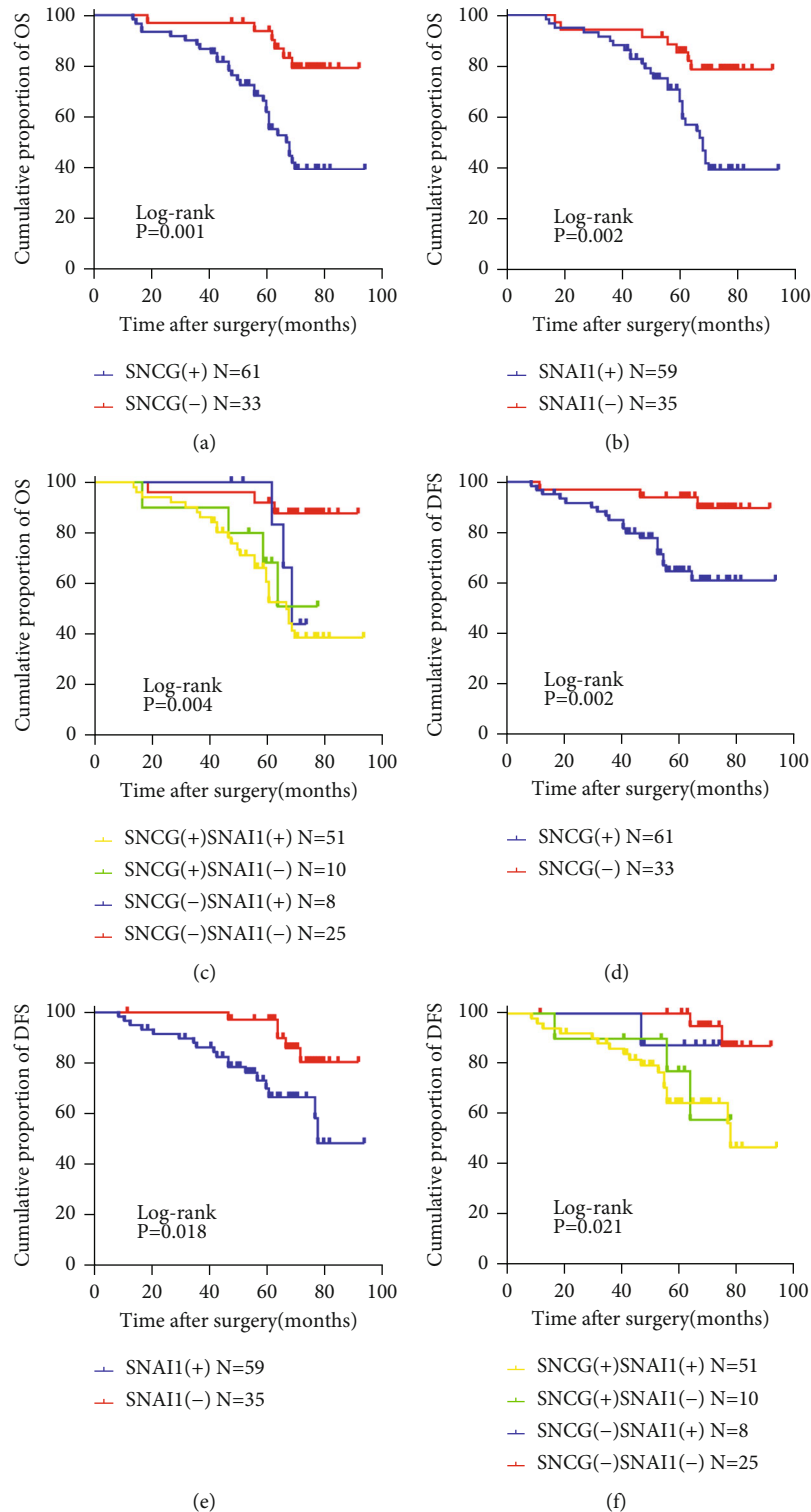 100
80
60
40
20
0
Cumulative proportion of OS
Log-rank
P=0.001
0 20 40 60 80 100
Time after surgery(months)
SNCG(+) N=61
SNCG(−) N=33
(a)
100
80
60
40
20
0
Cumulative proportion of OS
Log-rank
P=0.002
0 20 40 60 80 100
Time after surgery(months)
SNAI1(+) N=59
SNAI1(−) N=35
(b)
100
80
60
40
20
0
Cumulative proportion of OS
Log-rank
P=0.004
0 20 40 60 80 100
Time after surgery(months)
SNCG(+)SNAI1(+) N=51
SNCG(+)SNAI1(−) N=10
SNCG(−)SNAI1(+) N=8
SNCG(−)SNAI1(−) N=25
(c)
100
80
60
40
20
0
Cumulative proportion of DFS
Log-rank
P=0.002
0 20 40 60 80 100
Time after surgery(months)
SNCG(+) N=61
SNCG(−) N=33
(d)
100
80
60
40
20
0
Cumulative proportion of DFS
Log-rank
P=0.018
0 20 40 60 80 100
Time after surgery(months)
SNAI1(+) N=59
SNAI1(−) N=35
(e)
100
80
60
40
20
0
Cumulative proportion of DFS
Log-rank
P=0.021
0 20 40 60 80 100
Time after surgery(months)
SNCG(+)SNAI1(+) N=51
SNCG(+)SNAI1(−) N=10
SNCG(−)SNAI1(+) N=8
SNCG(−)SNAI1(−) N=25
(f)